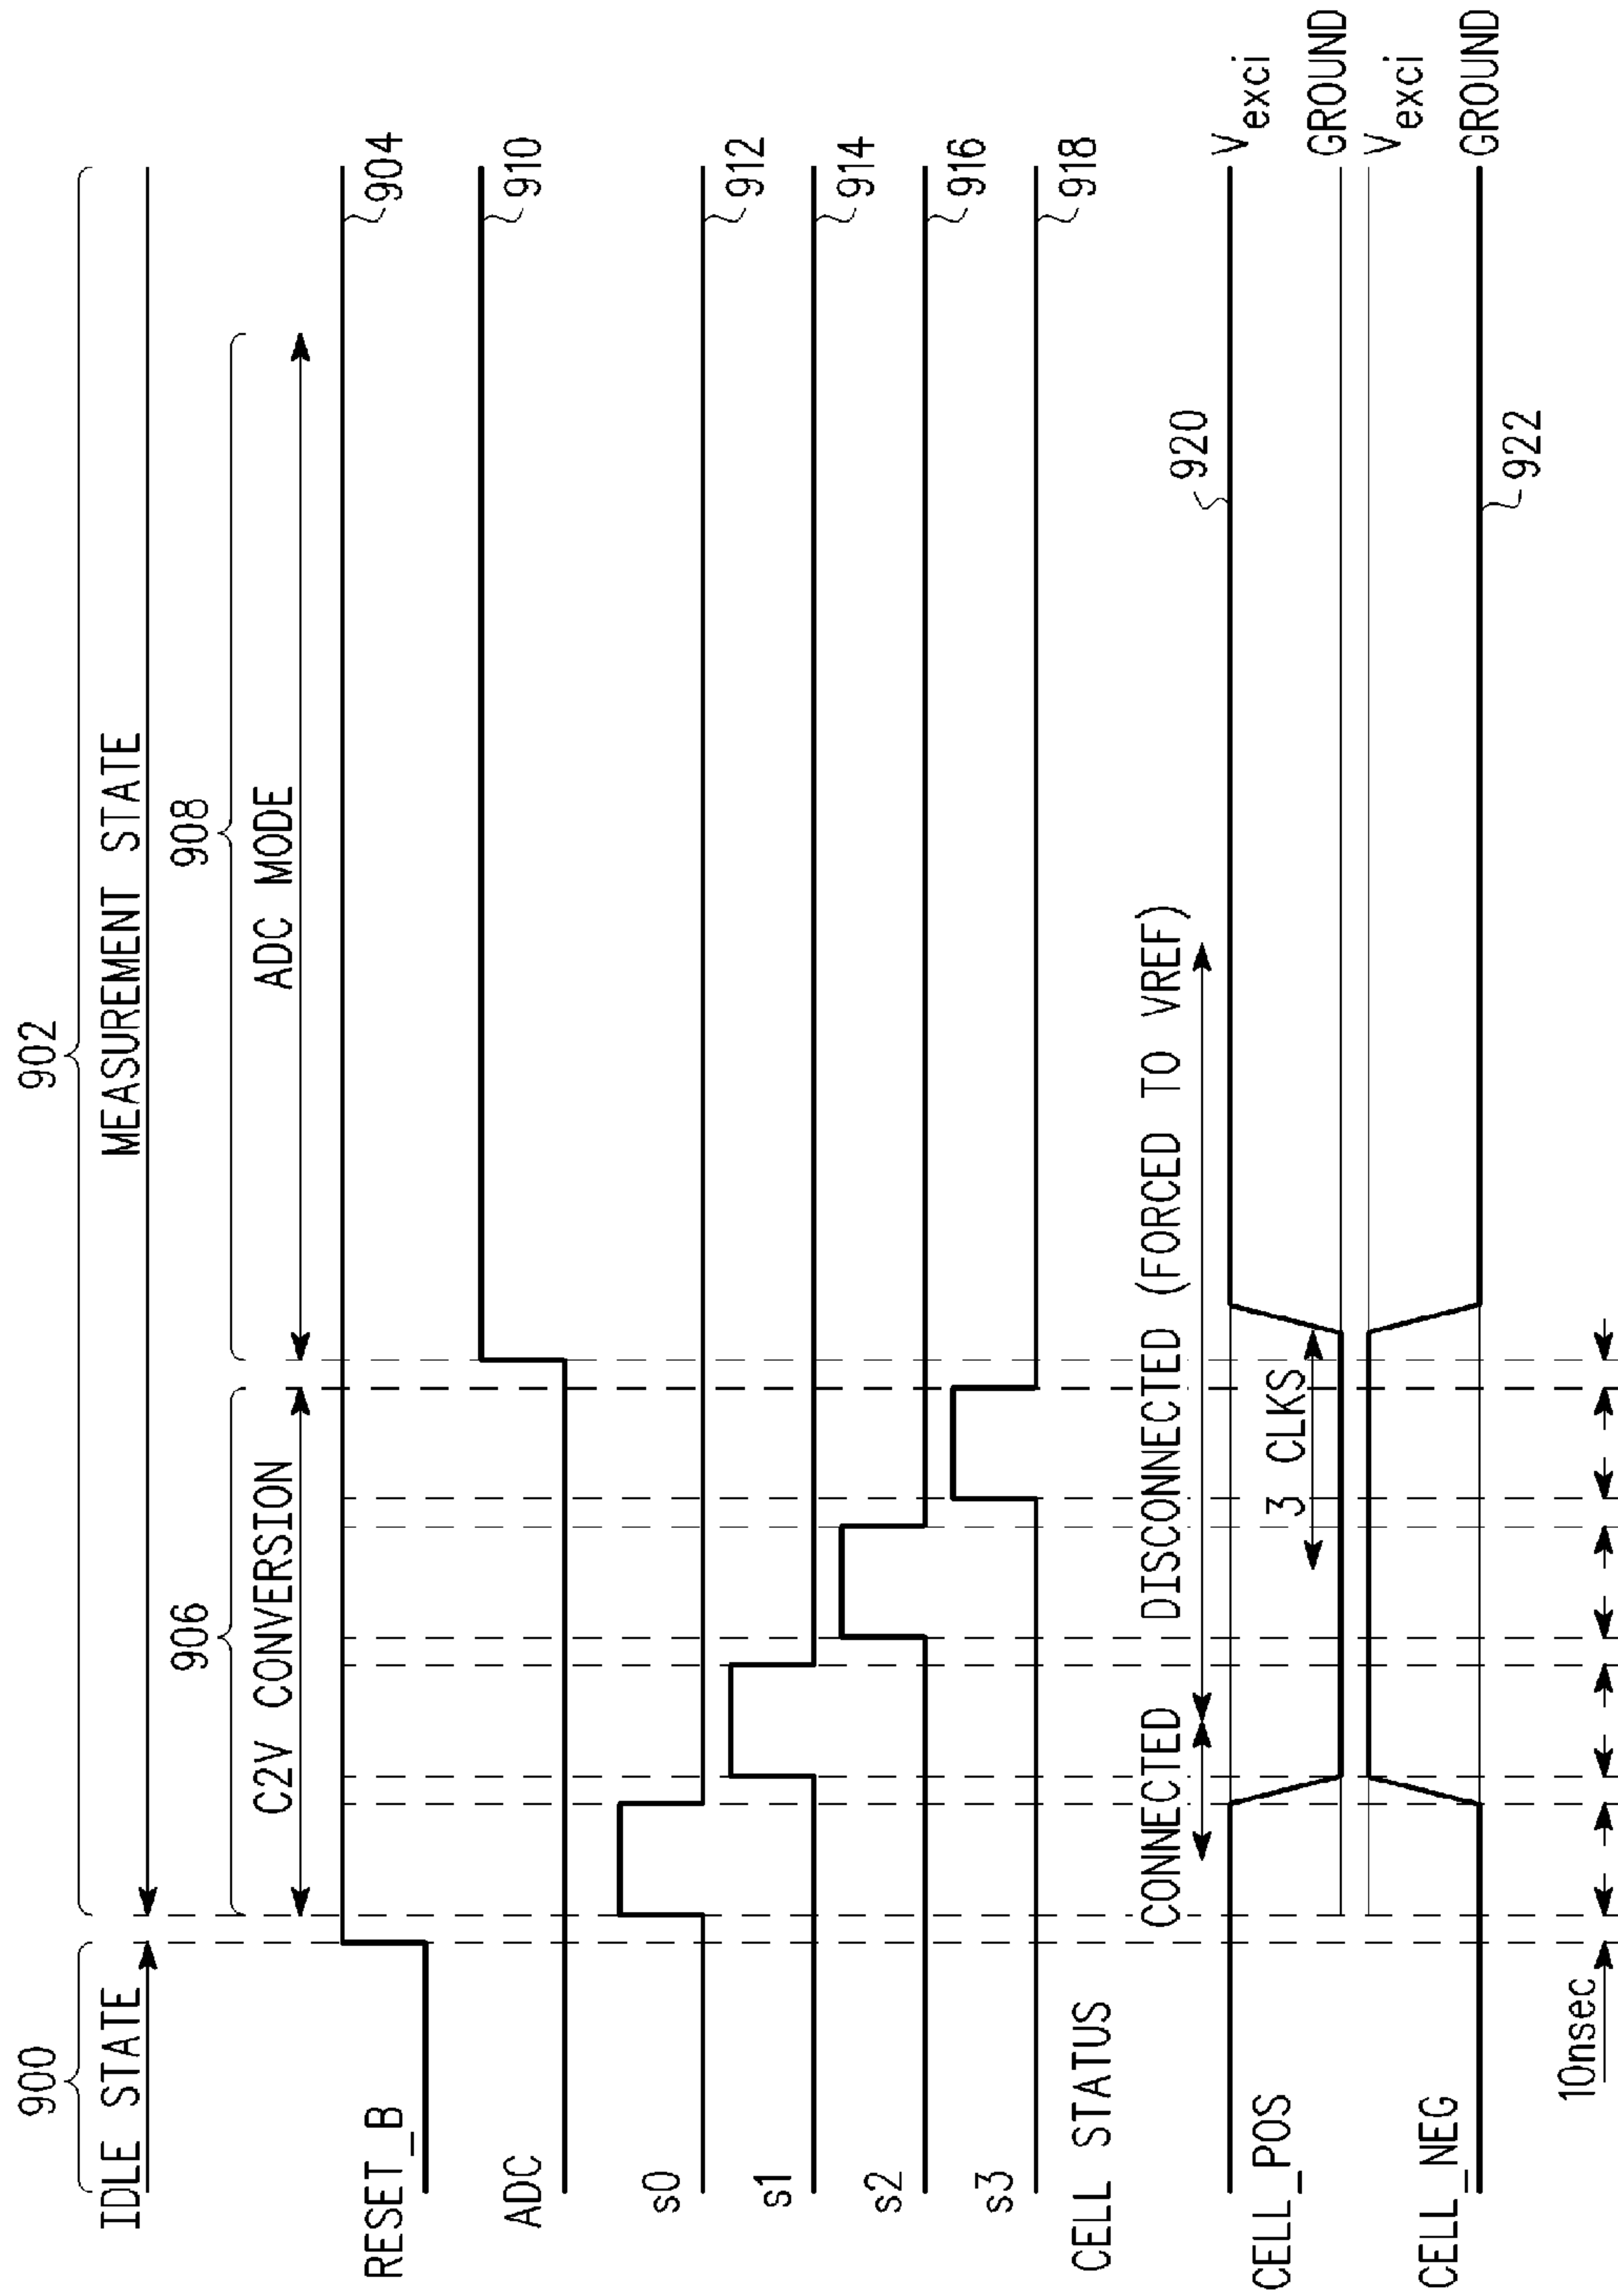 900
902
IDLE STATE
MEASUREMENT STATE
906
908
C2V CONVERSION
ADC MODE
RESET_B
904
ADC
910
s0
912
s1
914
s2
916
s3
918
CELL STATUS
CONNECTED
DISCONNECTED (FORCED TO VREF)
920
Vexci
CELL_POS
3 CLKS
GROUND
Vexci
CELL_NEG
GROUND
922
10nsec